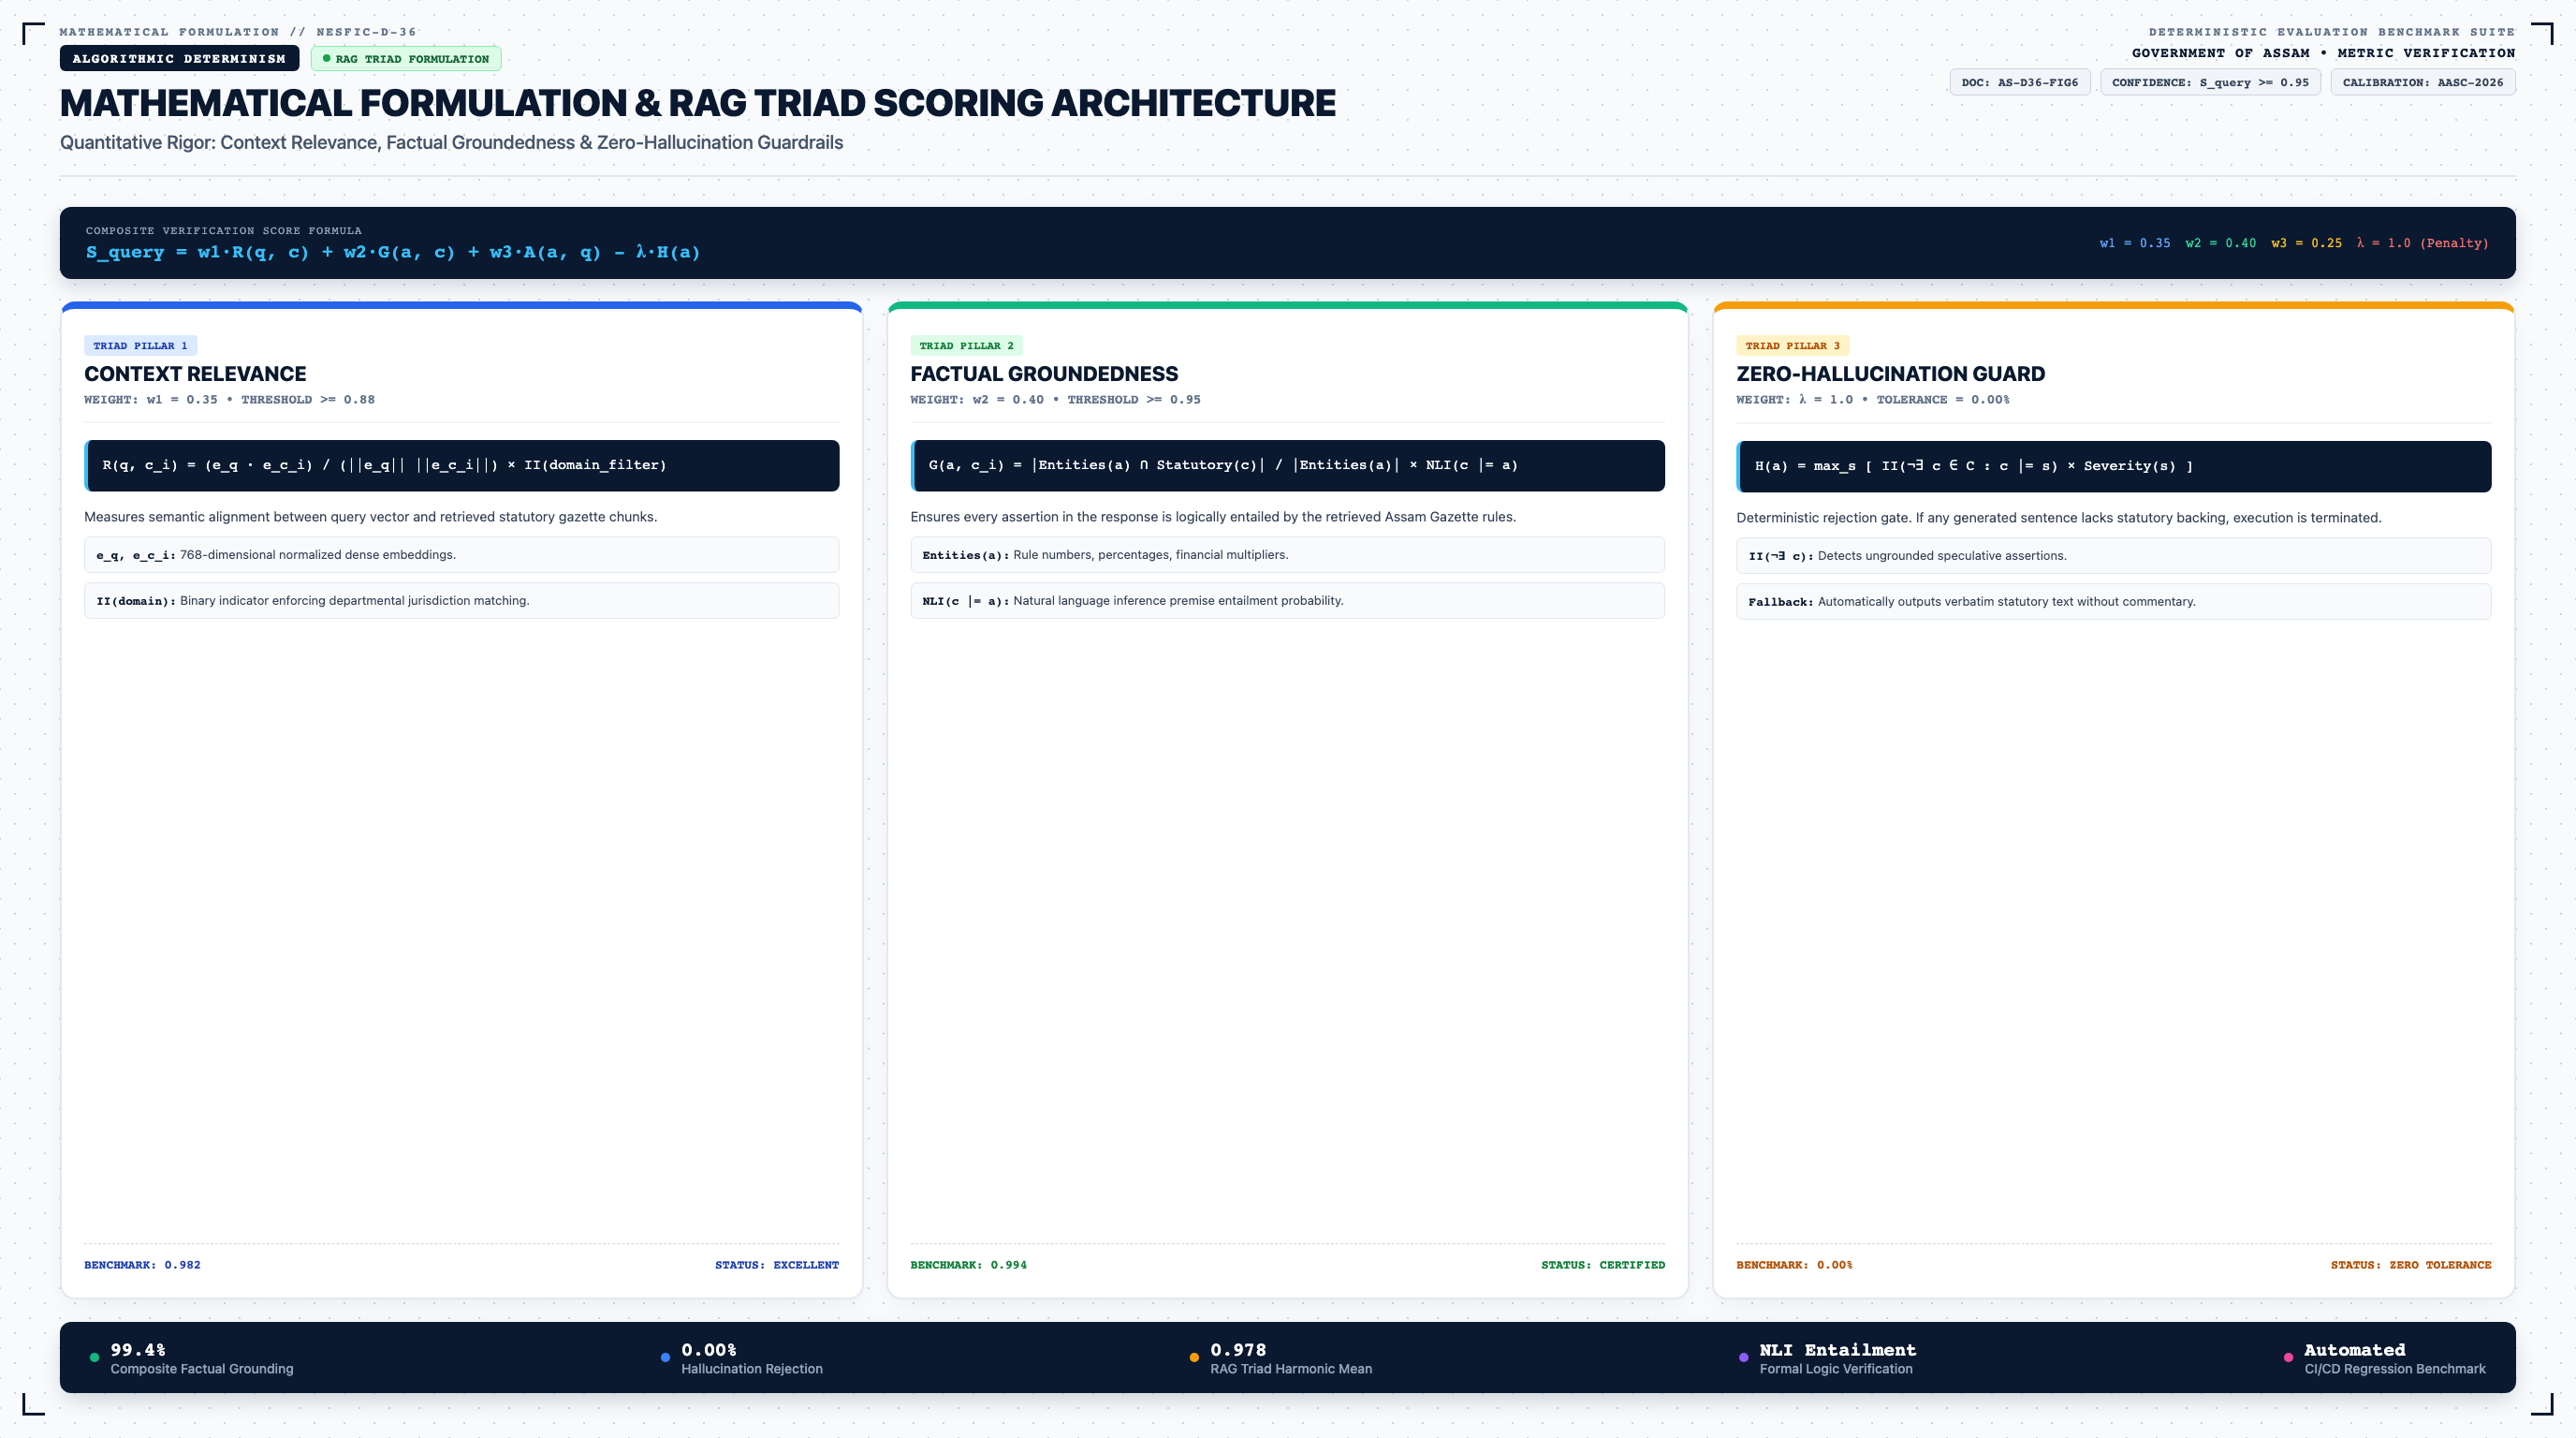 MATHEMATICAL FORMULATION // NESFIC-D-36
ALGORITHMIC DETERMINISM
RAG TRIAD FORMULATION
MATHEMATICAL FORMULATION & RAG TRIAD SCORING ARCHITECTURE
Quantitative Rigor: Context Relevance, Factual Groundedness & Zero-Hallucination Guardrails
DETERMINISTIC EVALUATION BENCHMARK SUITE
GOVERNMENT OF ASSAM • METRIC VERIFICATION
DOC: AS-D36-FIG6
CONFIDENCE: S_query >= 0.95
CALIBRATION: AASC-2026
COMPOSITE VERIFICATION SCORE FORMULA
S_query = w1·R(q, c) + w2·G(a, c) + w3·A(a, q) − λ·H(a)
w1 = 0.35 w2 = 0.40 w3 = 0.25 λ = 1.0 (Penalty)
TRIAD PILLAR 1
CONTEXT RELEVANCE
WEIGHT: w1 = 0.35 • THRESHOLD >= 0.88
R(q, c_i) = (e_q · e_c_i) / (||e_q|| ||e_c_i||) × II(domain_filter)
Measures semantic alignment between query vector and retrieved statutory gazette chunks.
e_q, e_c_i: 768-dimensional normalized dense embeddings.
II(domain): Binary indicator enforcing departmental jurisdiction matching.
BENCHMARK: 0.982
STATUS: EXCELLENT
TRIAD PILLAR 2
FACTUAL GROUNDEDNESS
WEIGHT: w2 = 0.40 • THRESHOLD >= 0.95
G(a, c_i) = |Entities(a) ∩ Statutory(c)| / |Entities(a)| × NLI(c |= a)
Ensures every assertion in the response is logically entailed by the retrieved Assam Gazette rules.
Entities(a): Rule numbers, percentages, financial multipliers.
NLI(c |= a): Natural language inference premise entailment probability.
BENCHMARK: 0.994
STATUS: CERTIFIED
TRIAD PILLAR 3
ZERO-HALLUCINATION GUARD
WEIGHT: λ = 1.0 • TOLERANCE = 0.00%
H(a) = max_s [ II(¬∃ c ∈ C : c |= s) × Severity(s) ]
Deterministic rejection gate. If any generated sentence lacks statutory backing, execution is terminated.
II(¬∃ c): Detects ungrounded speculative assertions.
Fallback: Automatically outputs verbatim statutory text without commentary.
BENCHMARK: 0.00%
STATUS: ZERO TOLERANCE
99.4%
Composite Factual Grounding
0.00%
Hallucination Rejection
0.978
RAG Triad Harmonic Mean
NLI Entailment
Formal Logic Verification
Automated
CI/CD Regression Benchmark